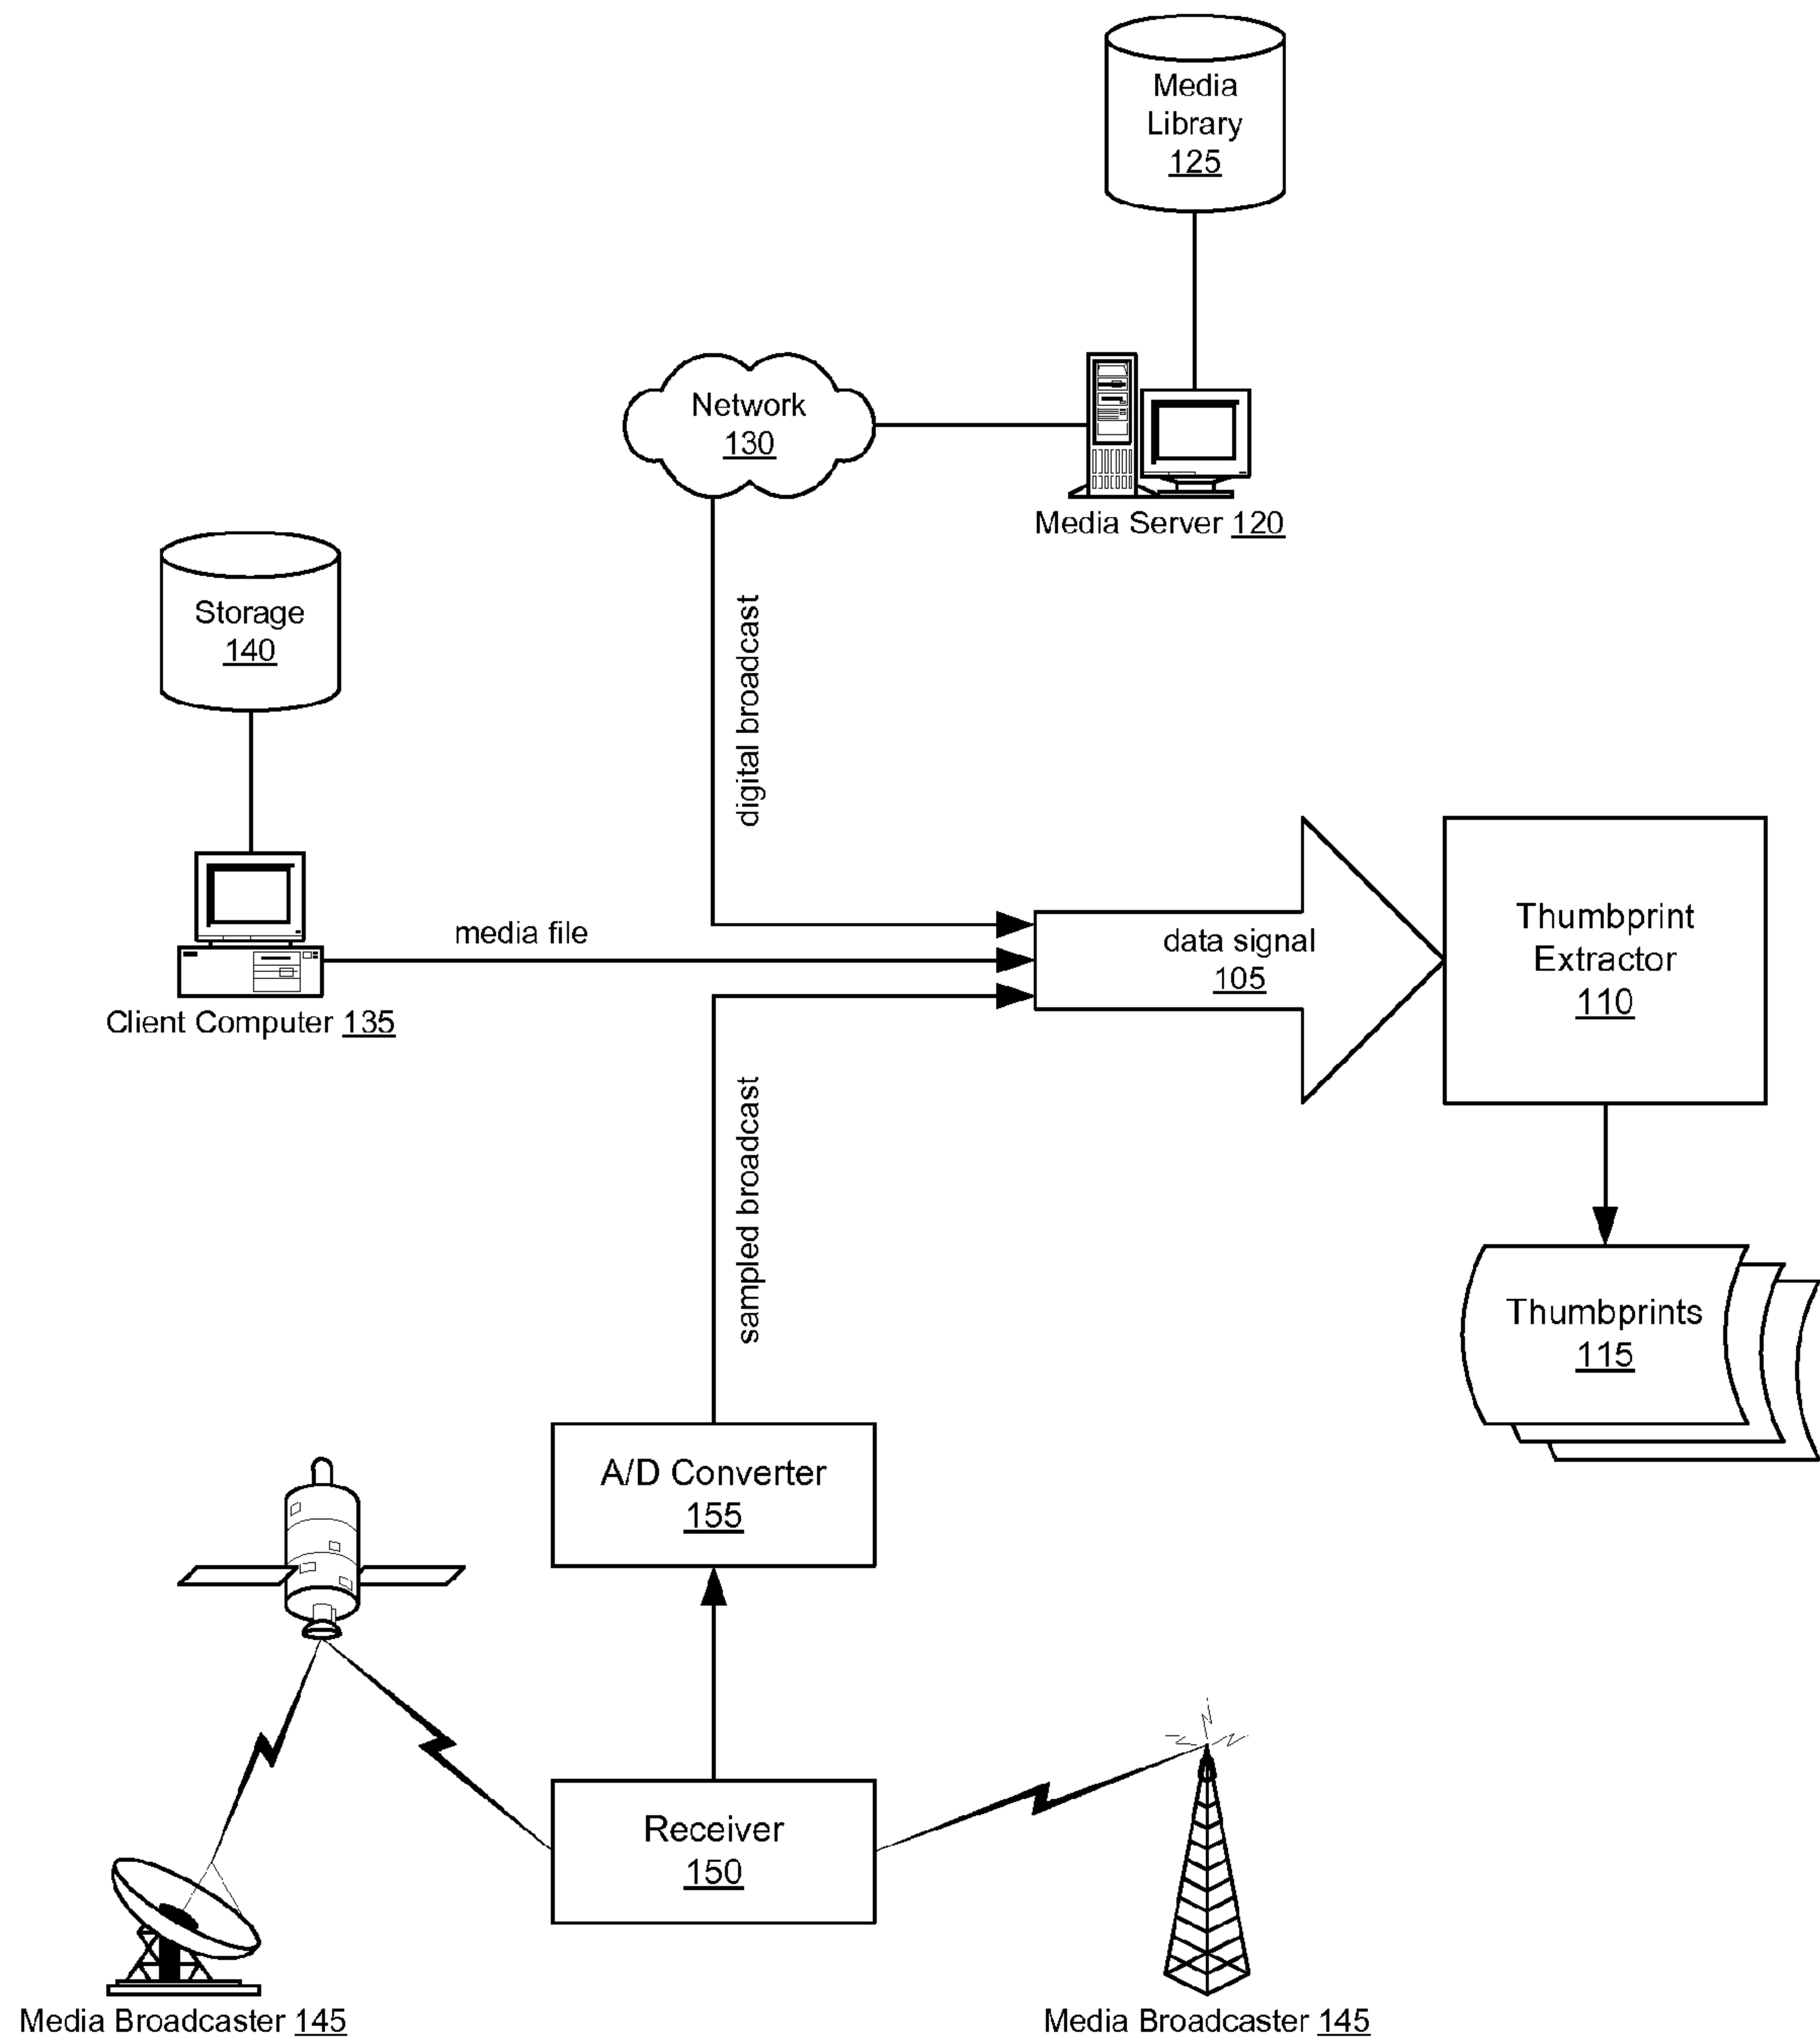 Media
Library
125
Network
130
Media Server 120
Storage
140
digital broadcast
media file
Client Computer 135
data signal
105
Thumbprint
Extractor
110
sampled broadcast
Thumbprints
115
A/D Converter
155
Receiver
150
Media Broadcaster 145
Media Broadcaster 145